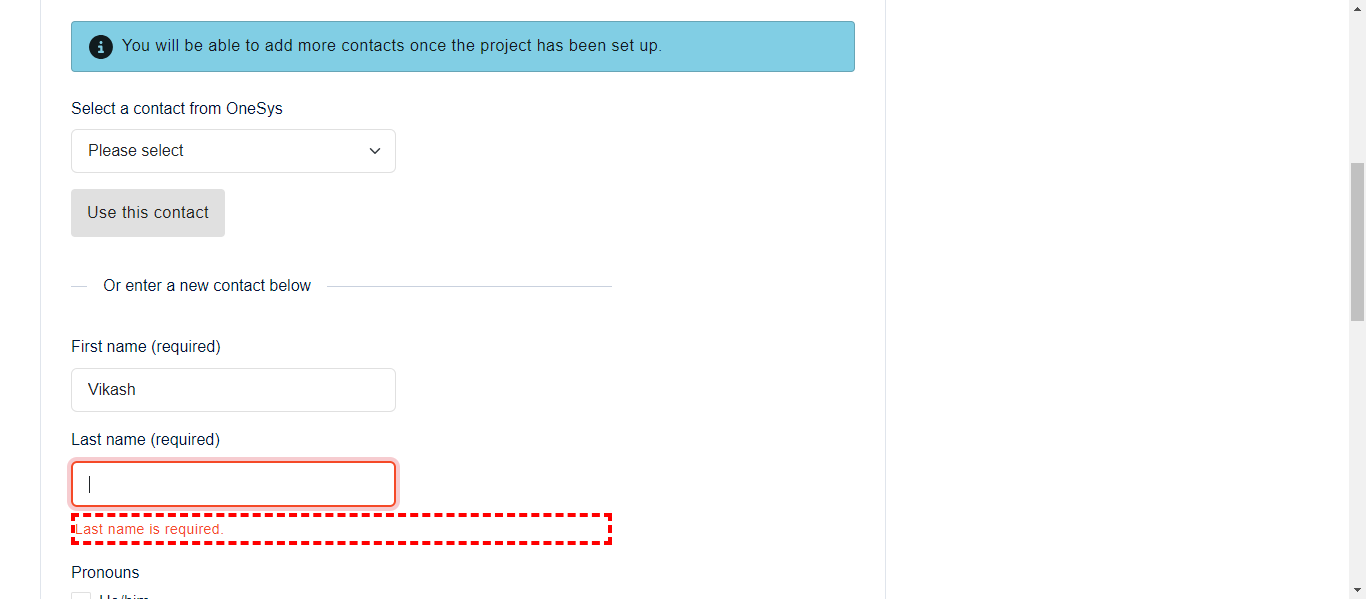 You will be able to add more contacts once the project has been set up.
Select a contact from OneSys
Please select
Use this contact
Or enter a new contact below
First name (required)
Vikash
Last name (required)
Last name is required.
Pronouns
He/him